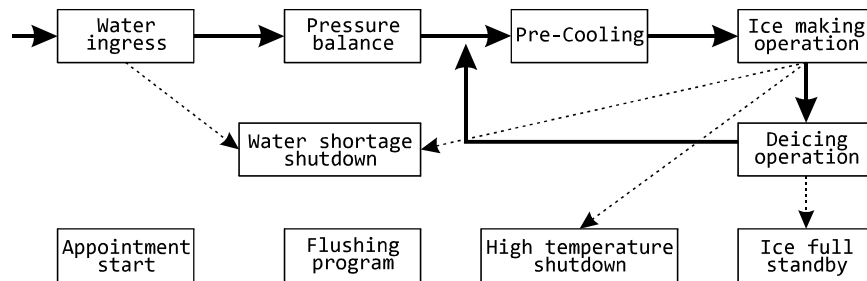 Water
ingress
Pressure
balance
Pre-Cooling
Ice making
operation
Water shortage
shutdown
Deicing
operation
Appointment
start
Flushing
program
High temperature
shutdown
Ice full
standby